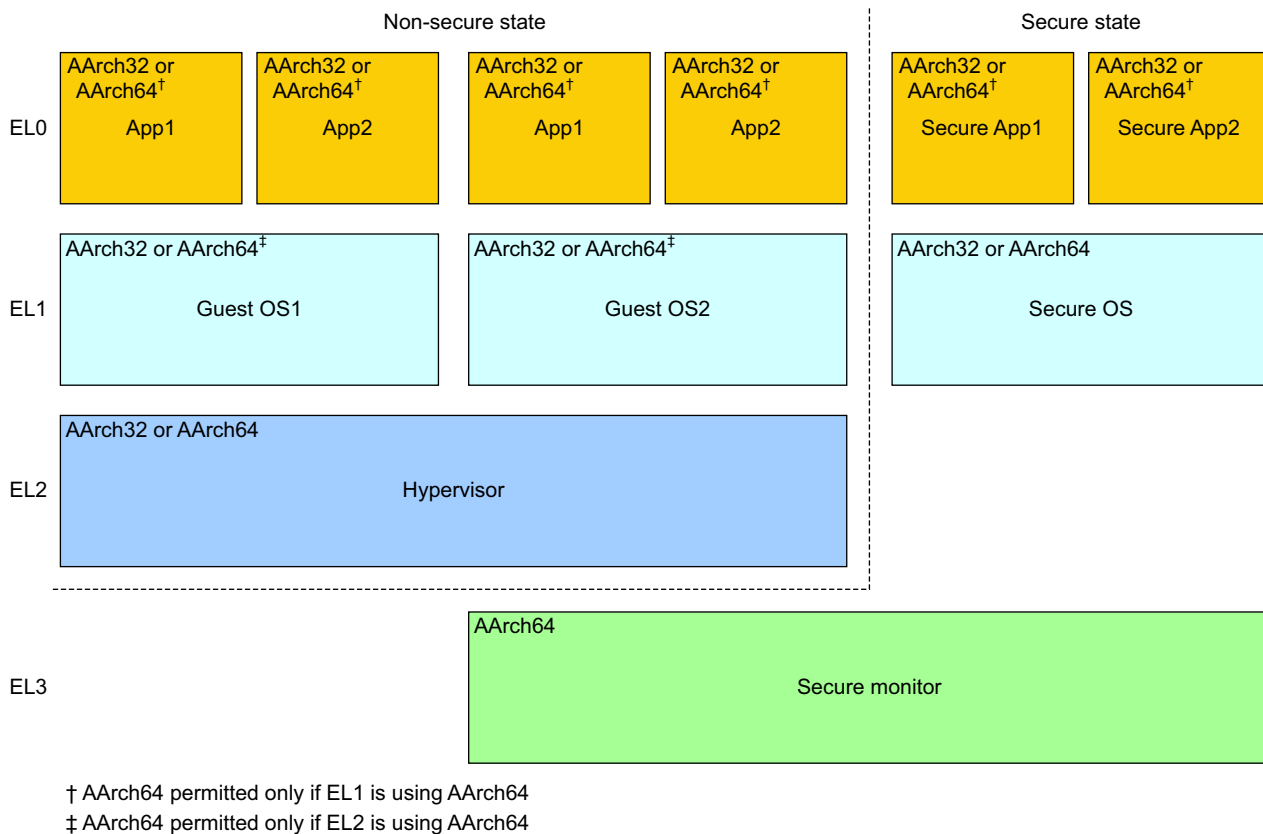 Non-secure state
Secure state
AArch32 or
AArch64†
App1
AArch32 or
AArch64†
App2
AArch32 or
AArch64†
App1
AArch32 or
AArch64†
App2
AArch32 or
AArch64†
Secure App1
AArch32 or
AArch64†
Secure App2
EL0
AArch32 or AArch64‡
Guest OS1
AArch32 or AArch64‡
Guest OS2
AArch32 or AArch64
Secure OS
EL1
AArch32 or AArch64
Hypervisor
EL2
AArch64
Secure monitor
EL3
† AArch64 permitted only if EL1 is using AArch64
‡ AArch64 permitted only if EL2 is using AArch64